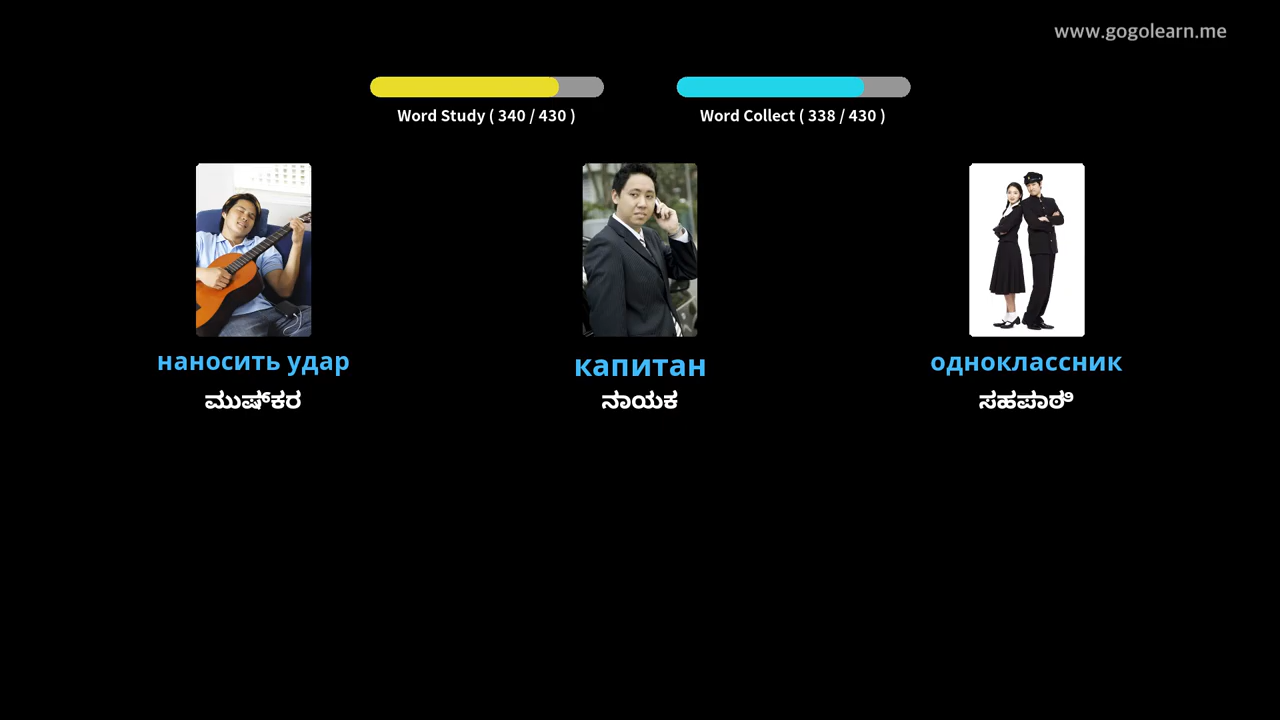 www.gogolearn.me
Word Study ( 340 / 430 )
Word Collect ( 338 / 430 )
наносить удар
капитан
одноклассник
ಮುಷ್ಕರ
ನಾಯಕ
ಸಹಪಾಠಿ